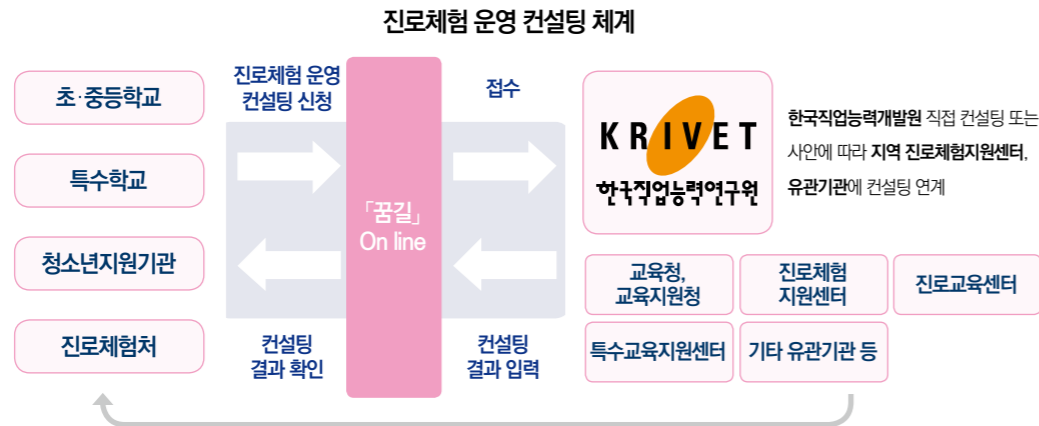 진로체험 운영 컨설팅 체계
초·중등학교
특수학교
청소년지원기관
진로체험처
진로체험 운영
컨설팅 신청
컨설팅
결과 확인
「꿈길」
On line
접수
컨설팅
결과 입력
KRIVET
한국직업능력연구원
한국직업능력개발원 직접 컨설팅 또는
사안에 따라 지역 진로체험지원센터,
유관기관에 컨설팅 연계
교육청,
교육지원청
진로체험
지원센터
진로교육센터
특수교육지원센터
기타 유관기관 등